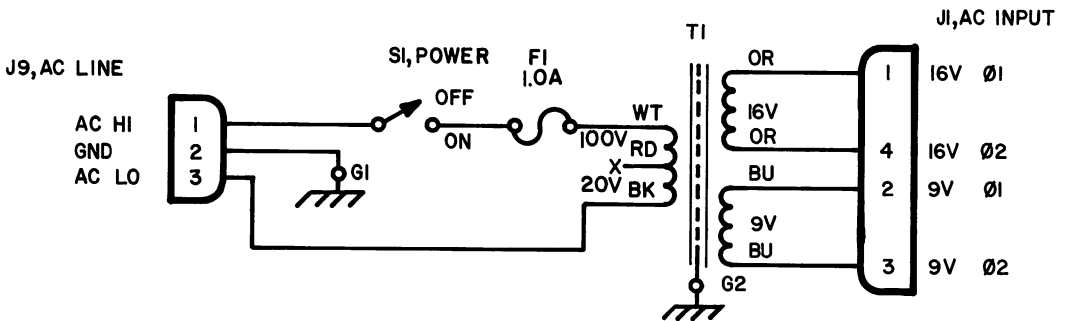 J1, AC INPUT
T1
S1, POWER
F1
1.0A
J9, AC LINE
OR
1
16V Ø1
OFF
16V
AC HI
1
ON
WT
100V
OR
4
16V Ø2
GND
2
RD
X
G1
BU
AC LO
3
20V
BK
2
9V Ø1
9V
BU
3
9V Ø2
G2